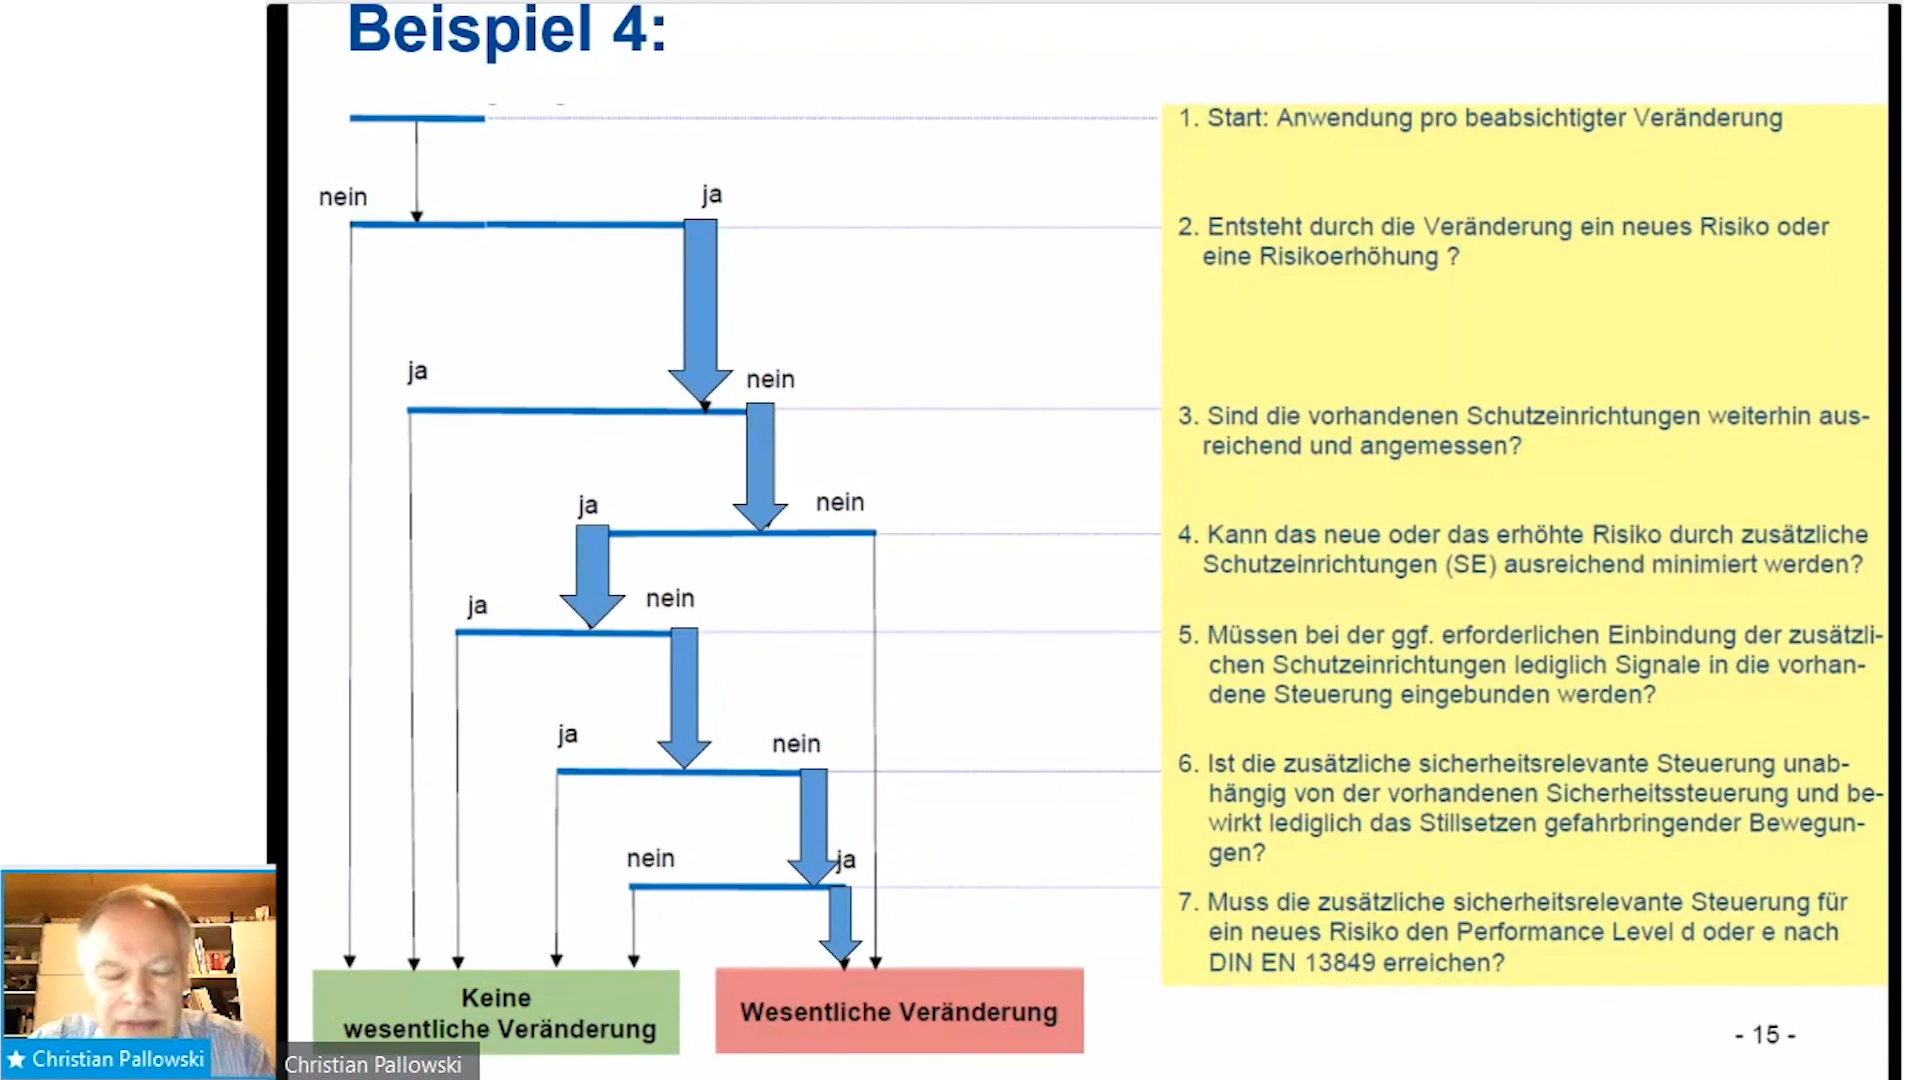 Beispiel 4:
1. Start: Anwendung pro beabsichtigter Veränderung
nein
ja
2. Entsteht durch die Veränderung ein neues Risiko oder
eine Risikoerhöhung ?
ja
nein
3. Sind die vorhandenen Schutzeinrichtungen weiterhin aus-
reichend und angemessen?
ja
nein
4. Kann das neue oder das erhöhte Risiko durch zusätzliche
Schutzeinrichtungen (SE) ausreichend minimiert werden?
ja
nein
5. Müssen bei der ggf. erforderlichen Einbindung der zusätzli-
chen Schutzeinrichtungen lediglich Signale in die vorhan-
dene Steuerung eingebunden werden?
ja
nein
6. Ist die zusätzliche sicherheitsrelevante Steuerung unab-
hängig von der vorhandenen Sicherheitssteuerung und be-
wirkt lediglich das Stillsetzen gefahrbringender Bewegun-
gen?
nein
ja
7. Muss die zusätzliche sicherheitsrelevante Steuerung für
ein neues Risiko den Performance Level d oder e nach
DIN EN 13849 erreichen?
Keine
wesentliche Veränderung
Wesentliche Veränderung
- 15 -
Christian Pallowski
Christian Pallowski